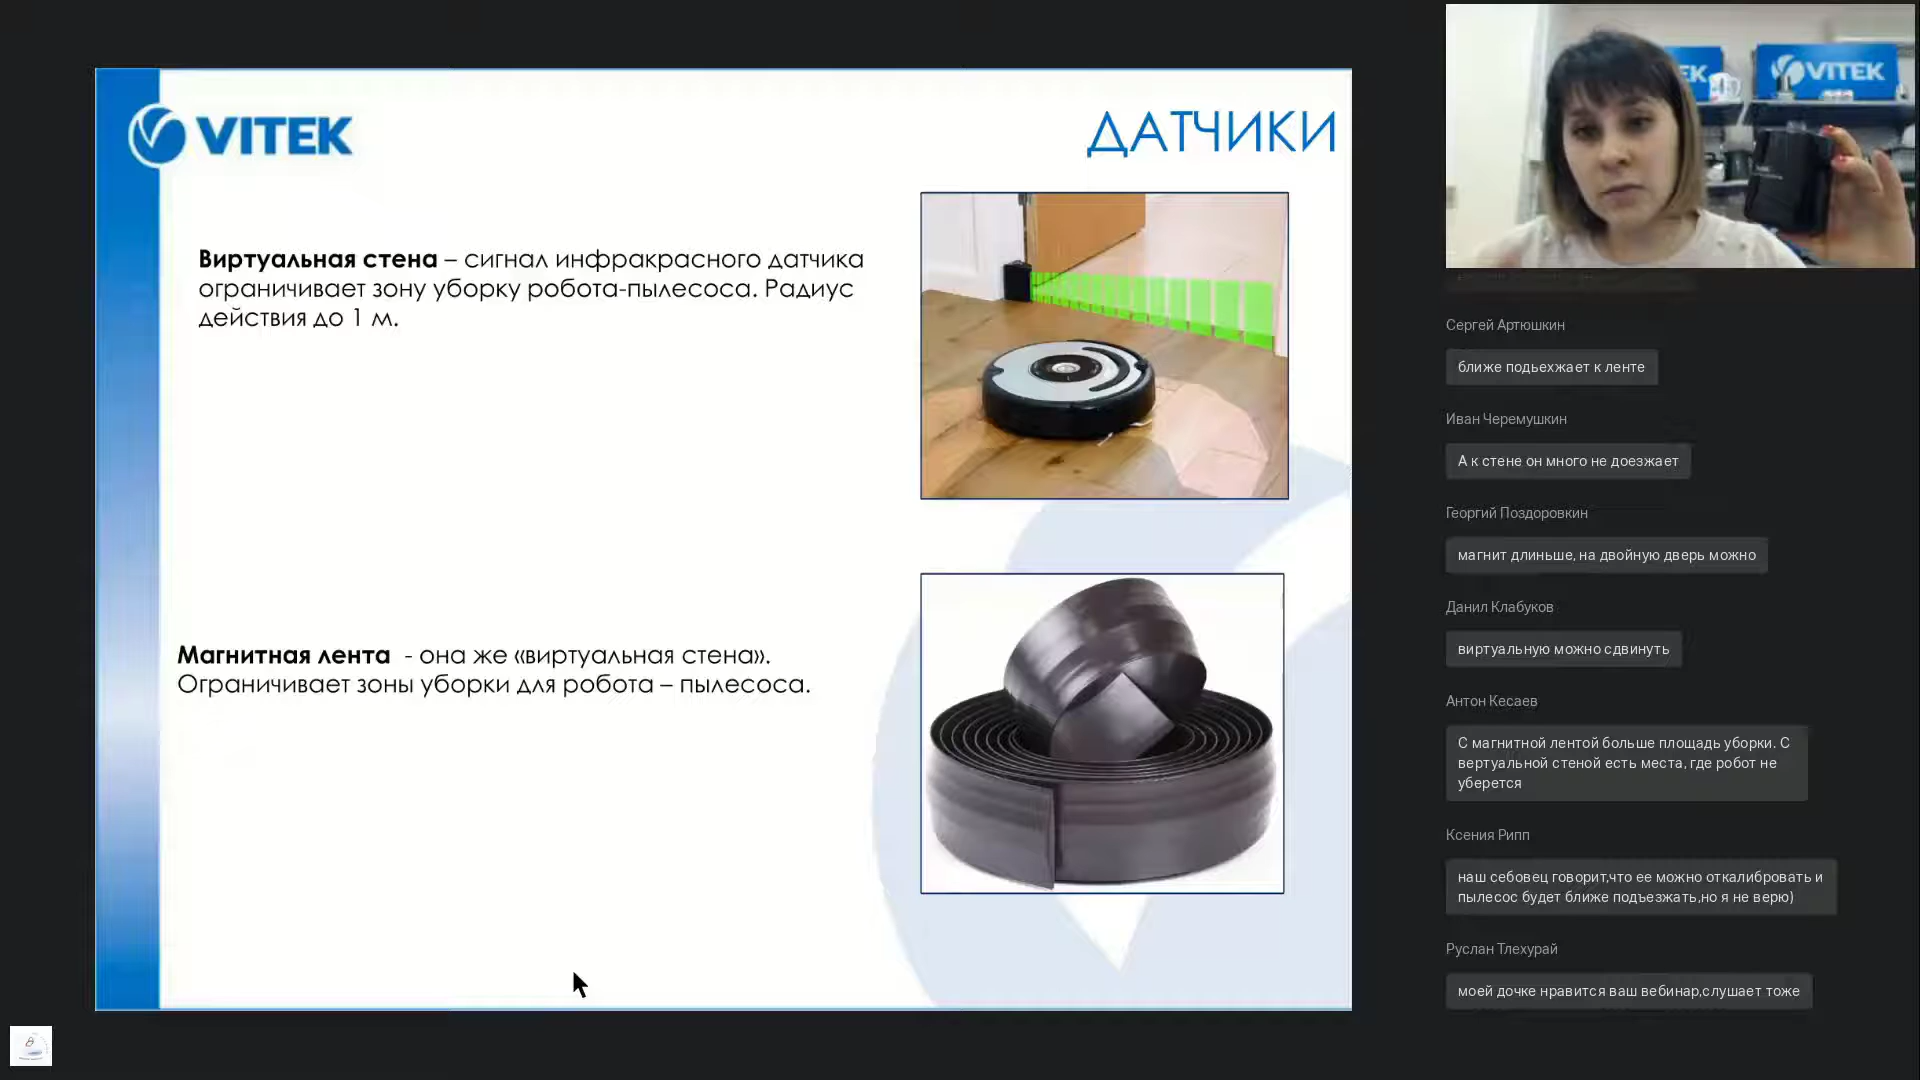 VITEK
ДАТЧИКИ
Виртуальная стена – сигнал инфракрасного датчика
ограничивает зону уборку робота-пылесоса. Радиус
действия до 1 м.
Магнитная лента - она же «виртуальная стена».
Ограничивает зоны уборки для робота – пылесоса.
VITEK
Сергей Артюшкин
ближе подьехжает к ленте
Иван Черемушкин
А к стене он много не доезжает
Георгий Поздоровкин
магнит длиньше, на двойную дверь можно
Данил Клабуков
виртуальную можно сдвинуть
Антон Кесаев
С магнитной лентой больше площадь уборки. С
вертуальной стеной есть места, где робот не
уберется
Ксения Рипп
наш себовец говорит,что ее можно откалибровать и
пылесос будет ближе подъезжать,но я не верю)
Руслан Тлехурай
моей дочке нравится ваш вебинар,слушает тоже